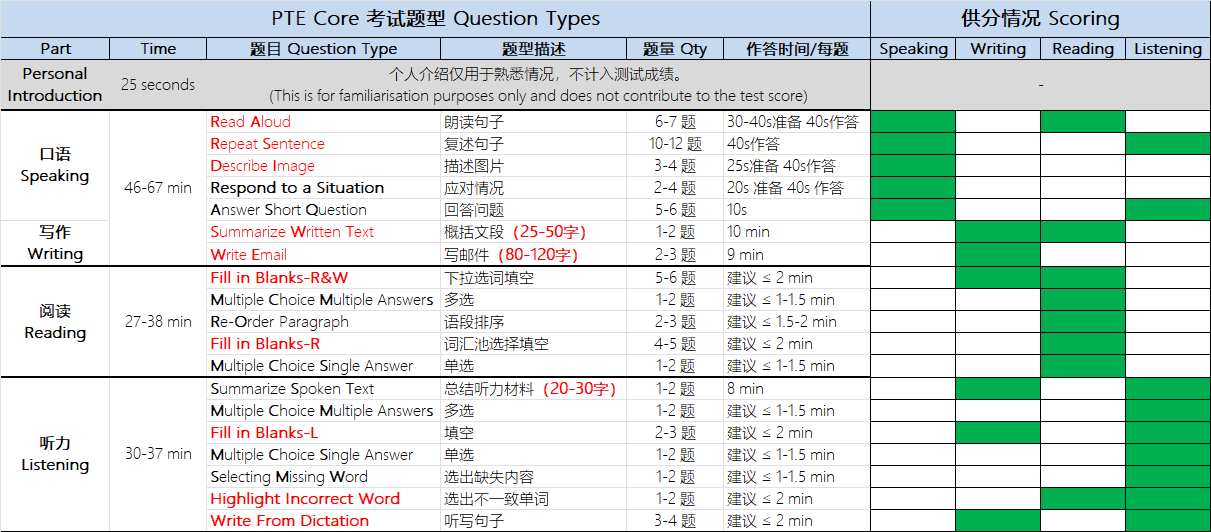 PTE Core 考试题型 Question Types 供分情况 Scoring
Part Time 题目 Question Type 题型描述 题量 Qty 作答时间/每题 Speaking Writing Reading Listening
Personal Introduction 25 seconds 个人介绍仅用于熟悉情况，不计入测试成绩。
(This is for familiarisation purposes only and does not contribute to the test score) -
口语 Speaking 46-67 min Read Aloud 朗读句子 6-7 题 30-40s准备 40s作答
Repeat Sentence 复述句子 10-12 题 40s作答
Describe Image 描述图片 3-4 题 25s准备 40s作答
Respond to a Situation 应对情况 2-4 题 20s 准备 40s 作答
Answer Short Question 回答问题 5-6 题 10s
写作 Writing Summarize Written Text 概括文段（25-50字） 1-2 题 10 min
Write Email 写邮件（80-120字） 2-3 题 9 min
阅读 Reading 27-38 min Fill in Blanks-R&W 下拉选词填空 5-6 题 建议 ≤ 2 min
Multiple Choice Multiple Answers 多选 1-2 题 建议 ≤ 1-1.5 min
Re-Order Paragraph 语段排序 2-3 题 建议 ≤ 1.5-2 min
Fill in Blanks-R 词汇池选择填空 4-5 题 建议 ≤ 2 min
Multiple Choice Single Answer 单选 1-2 题 建议 ≤ 1-1.5 min
听力 Listening 30-37 min Summarize Spoken Text 总结听力材料（20-30字） 1-2 题 8 min
Multiple Choice Multiple Answers 多选 1-2 题 建议 ≤ 1-1.5 min
Fill in Blanks-L 填空 2-3 题 建议 ≤ 2 min
Multiple Choice Single Answer 单选 1-2 题 建议 ≤ 1-1.5 min
Selecting Missing Word 选出缺失内容 1-2 题 建议 ≤ 1-1.5 min
Highlight Incorrect Word 选出不一致单词 1-2 题 建议 ≤ 2 min
Write From Dictation 听写句子 3-4 题 建议 ≤ 2 min